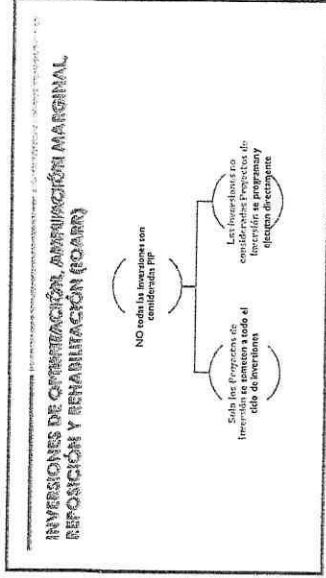 INVERSIONES DE OPTIMIZACIÓN, AMPLIACIÓN MARGINAL
REPOSICIÓN Y REHABILITACIÓN (IOARR)
NO todas las Inversiones son
consideradas PIP
Solo los Proyectos de
Inversión se someten a todo el
ciclo de inversiones
Las Inversiones no
consideradas Proyectos de
Inversión se programan y
ejecutan directamente